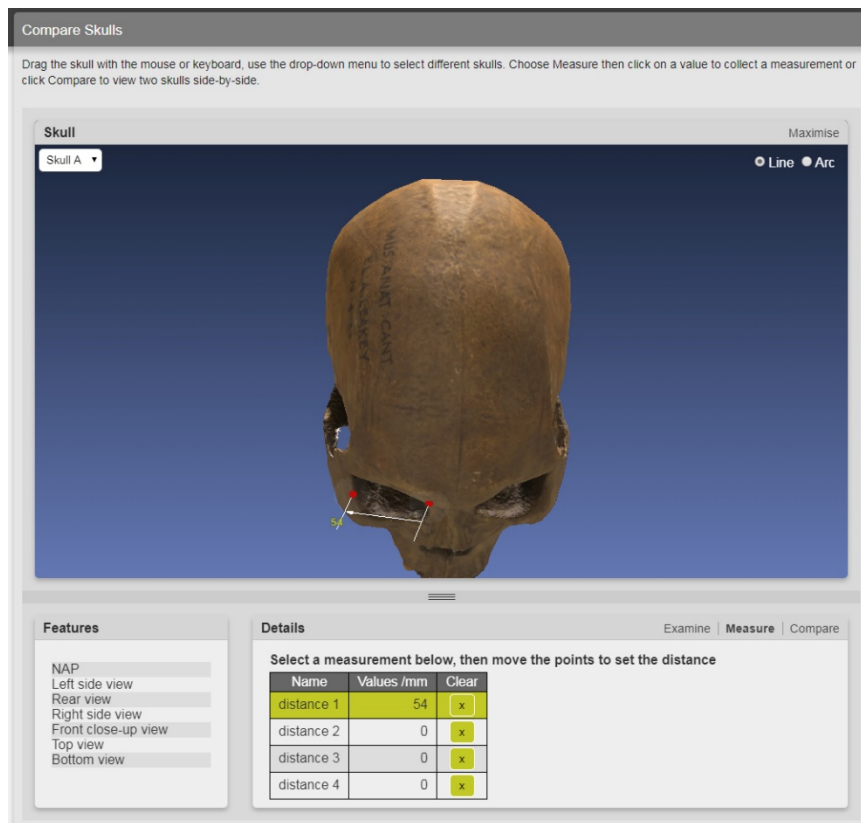 Compare Skulls
Drag the skull with the mouse or keyboard, use the drop-down menu to select different skulls. Choose Measure then click on a value to collect a measurement or
click Compare to view two skulls side-by-side.
Skull
Maximise
Skull A
Line
Arc
MUS: ANAT CANT
54
Features
NAP
Left side view
Rear view
Right side view
Front close-up view
Top view
Bottom view
Details
Examine | Measure | Compare
Select a measurement below, then move the points to set the distance
Name Values /mm Clear
distance 1 54 x
distance 2 0 x
distance 3 0 x
distance 4 0 x